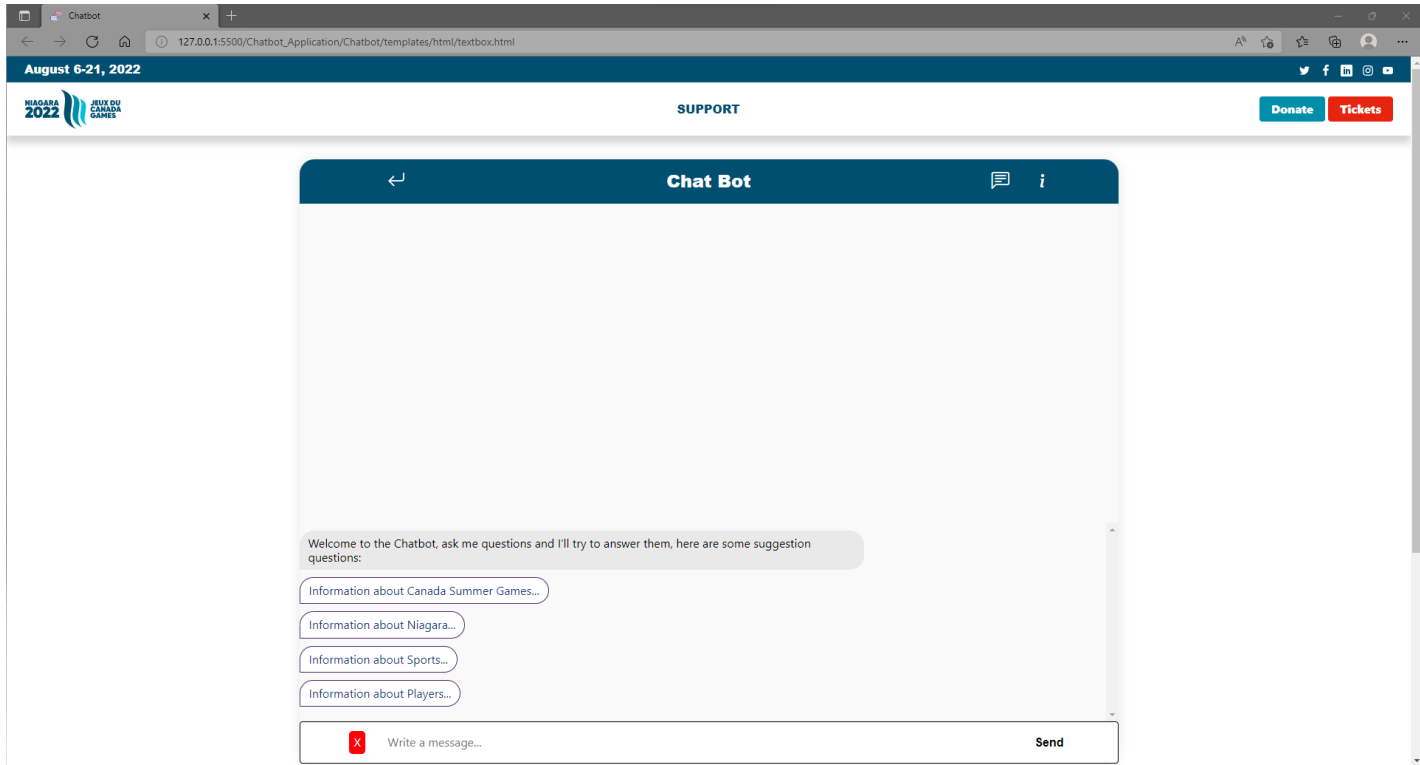 Chatbot
127.0.0.1:5500/Chatbot_Application/Chatbot/templates/html/textbox.html
August 6-21, 2022
NIAGARA 2022 JEUX DU CANADA GAMES
SUPPORT
Donate
Tickets
Chat Bot
i
Welcome to the Chatbot, ask me questions and I'll try to answer them, here are some suggestion
questions:
Information about Canada Summer Games...
Information about Niagara...
Information about Sports...
Information about Players...
X
Write a message...
Send